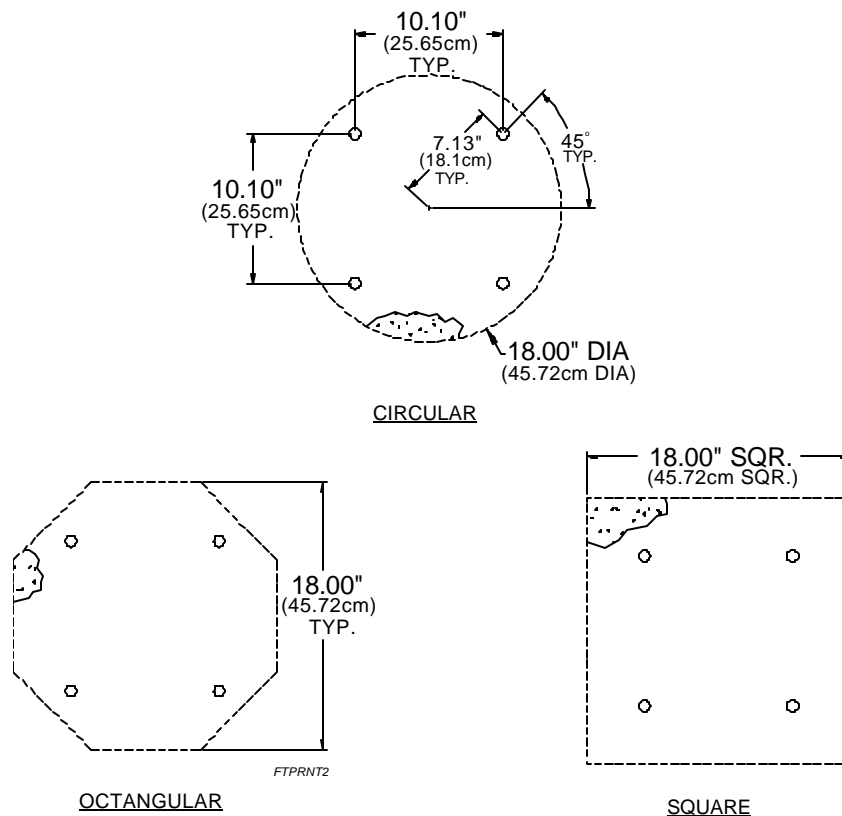 10.10"
(25.65cm)
TYP.
7.13"
(18.1cm)
TYP.
45°
TYP.
10.10"
(25.65cm)
TYP.
18.00" DIA
(45.72cm DIA)
CIRCULAR
18.00" SQR.
(45.72cm SQR.)
18.00"
(45.72cm)
TYP.
FTPRNT2
OCTANGULAR
SQUARE